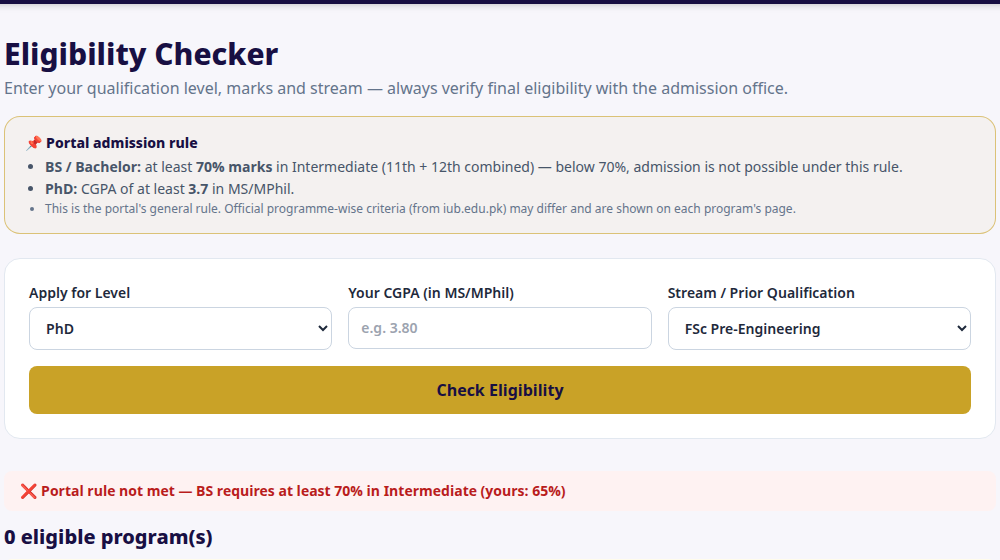 Eligibility Checker
Enter your qualification level, marks and stream — always verify final eligibility with the admission office.
📌 Portal admission rule
• BS / Bachelor: at least 70% marks in Intermediate (11th + 12th combined) — below 70%, admission is not possible under this rule.
• PhD: CGPA of at least 3.7 in MS/MPhil.
• This is the portal's general rule. Official programme-wise criteria (from iub.edu.pk) may differ and are shown on each program's page.
Apply for Level
PhD
Your CGPA (in MS/MPhil)
e.g. 3.80
Stream / Prior Qualification
FSc Pre-Engineering
Check Eligibility
❌ Portal rule not met — BS requires at least 70% in Intermediate (yours: 65%)
0 eligible program(s)